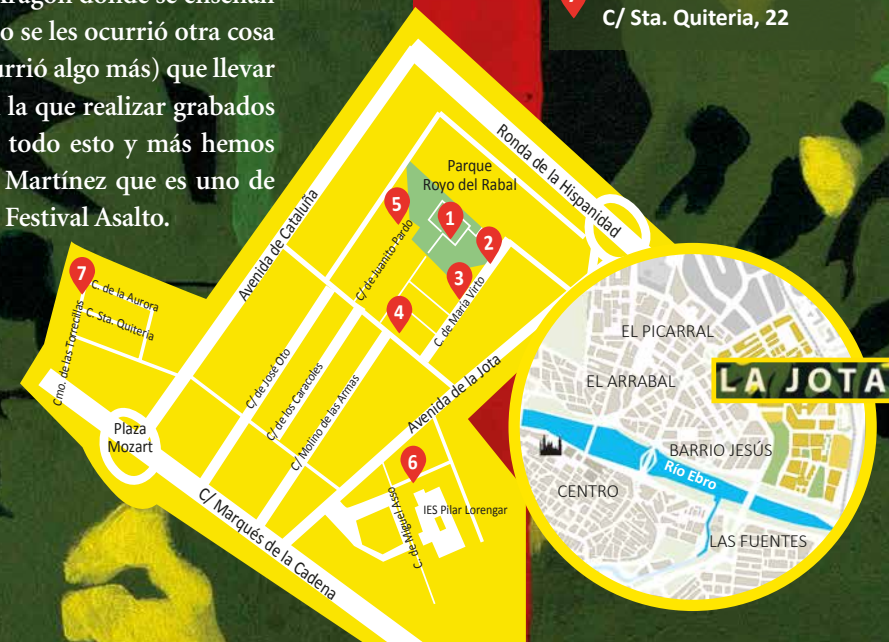 Aragón donde se enseñan
o se les ocurrió otra cosa
urrió algo más) que llevar
la que realizar grabados
todo esto y más hemos
Martínez que es uno de
Festival Asalto.
C/ Sta. Quiteria, 22
Ronda de la Hispanidad
Parque
Royo del Rabal
Avenida de Cataluña
5
1
2
3
4
C/ de Juanito Pardo
C. de María Virto
7
C. de la Aurora
C. Sta. Quiteria
Cmo. de las Torrecillas
Plaza
Mozart
C/ de José Oto
C/ de los Caracoles
C/ Molino de las Armas
Avenida de la Jota
6
IES Pilar Lorengar
C. de Miguel Asso
C/ Marqués de la Cadena
EL PICARRAL
EL ARRABAL
LA JOTA
BARRIO JESÚS
Río Ebro
CENTRO
LAS FUENTES